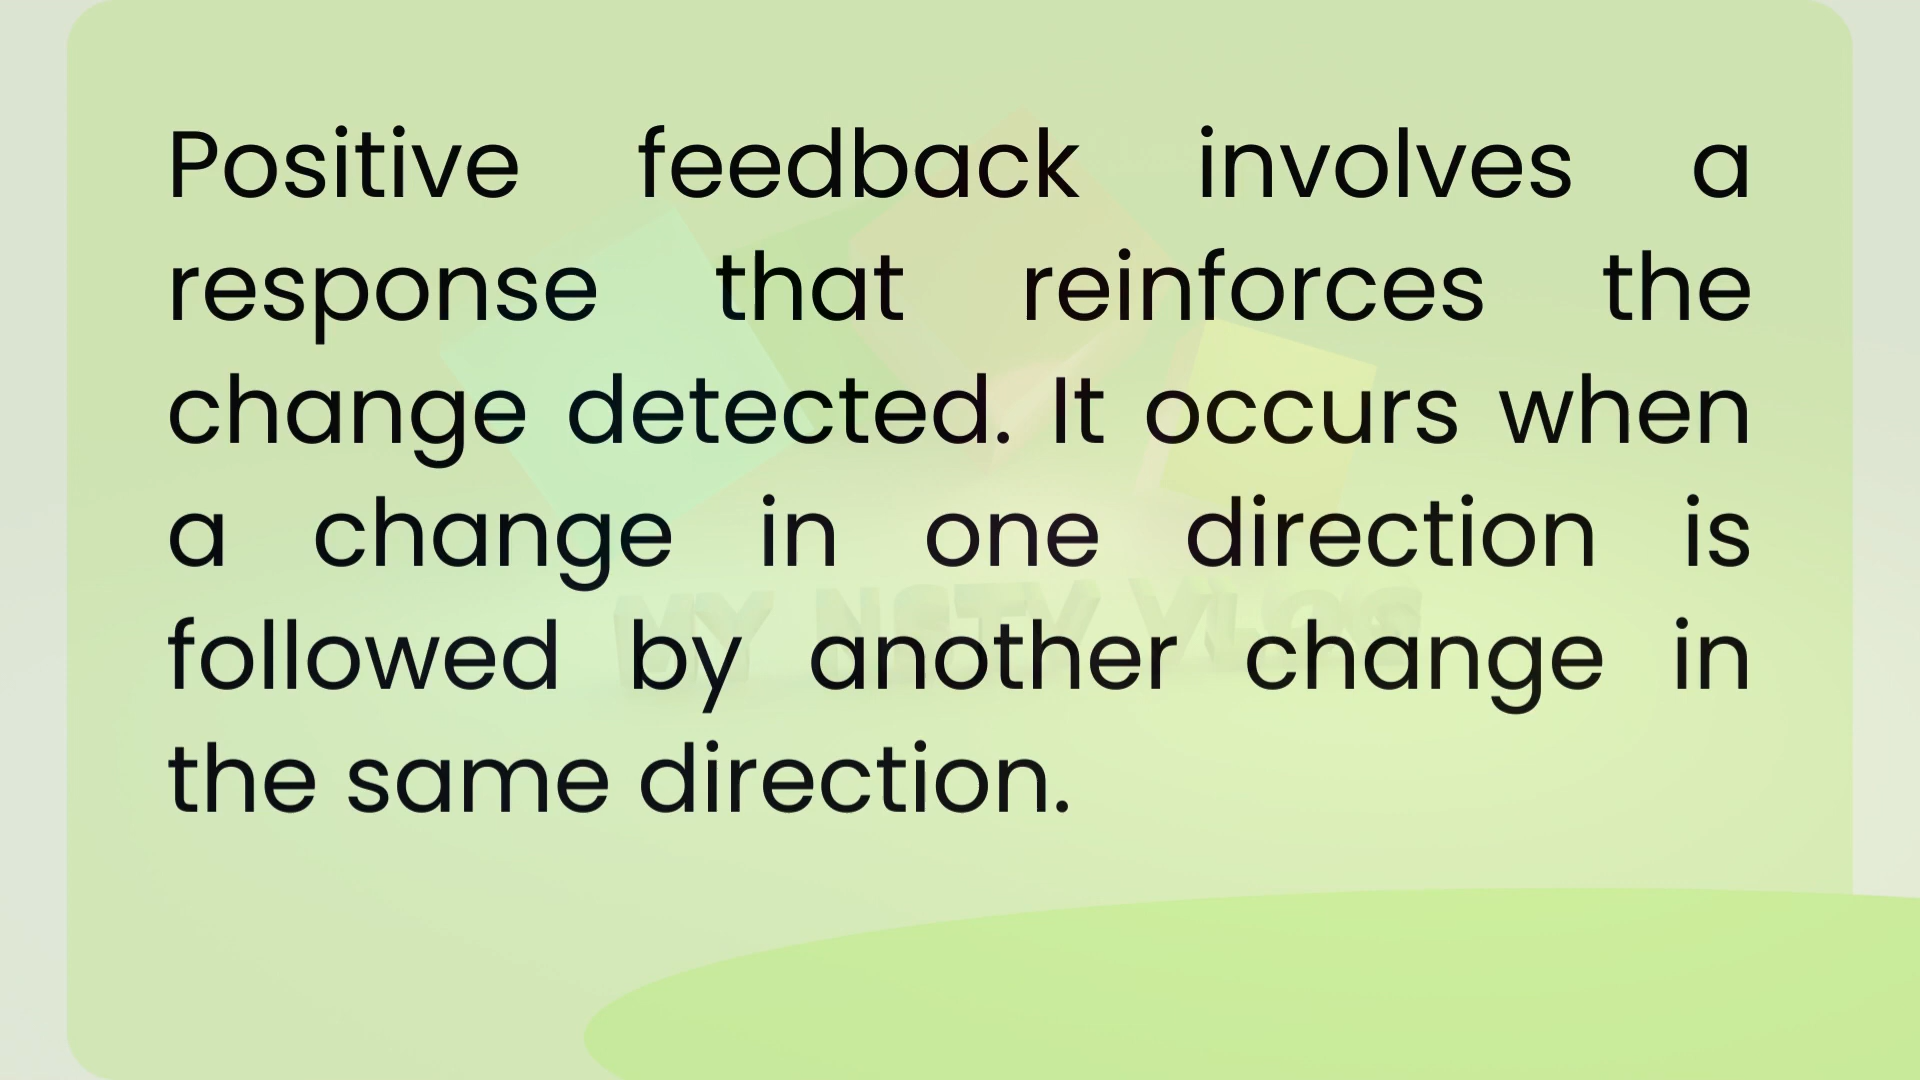 Positive feedback involves a
response that reinforces the
change detected. It occurs when
a change in one direction is
followed by another change in
the same direction.